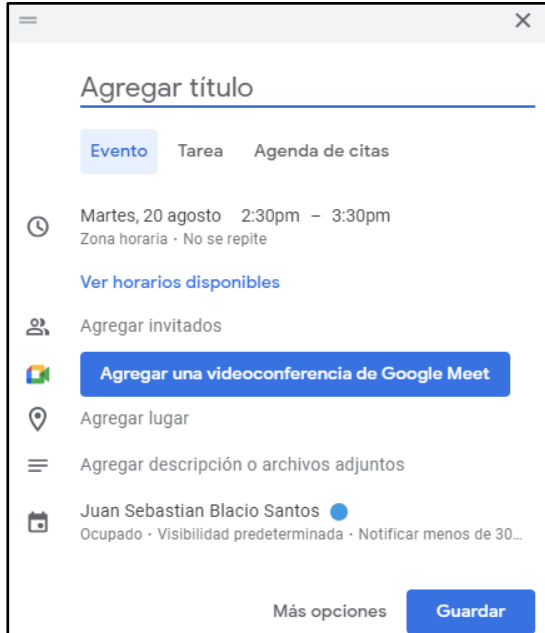 Agregar título
Evento Tarea Agenda de citas
Martes, 20 agosto 2:30pm – 3:30pm
Zona horaria · No se repite
Ver horarios disponibles
Agregar invitados
Agregar una videoconferencia de Google Meet
Agregar lugar
Agregar descripción o archivos adjuntos
Juan Sebastian Blacio Santos
Ocupado · Visibilidad predeterminada · Notificar menos de 30...
Más opciones Guardar